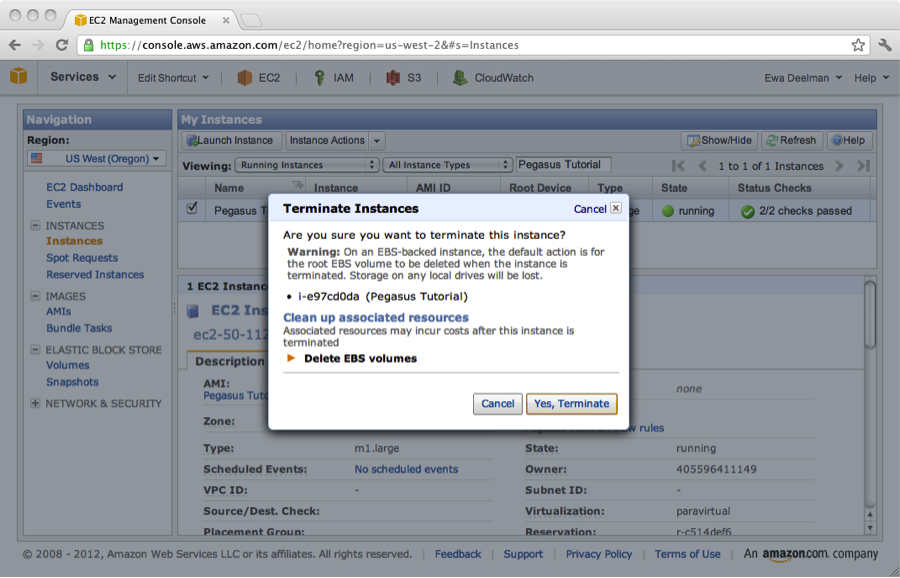 EC2 Management Console
https://console.aws.amazon.com/ec2/home?region=us-west-2&#s=Instances
Services Edit Shortcut EC2 IAM S3 CloudWatch Ewa Deelman Help
Navigation
Region:
US West (Oregon)
EC2 Dashboard
Events
INSTANCES
Instances
Spot Requests
Reserved Instances
IMAGES
AMIs
Bundle Tasks
ELASTIC BLOCK STORE
Volumes
Snapshots
NETWORK & SECURITY
My Instances
Launch Instance Instance Actions Show/Hide Refresh Help
Viewing: Running Instances All Instance Types Pegasus Tutorial 1 to 1 of 1 Instances
Name Instance AMI ID Root Device Type State Status Checks
Pegasus T running 2/2 checks passed
Terminate Instances Cancel
Are you sure you want to terminate this instance?
Warning: On an EBS-backed instance, the default action is for
the root EBS volume to be deleted when the instance is
terminated. Storage on any local drives will be lost.
• i-e97cd0da (Pegasus Tutorial)
Clean up associated resources
Associated resources may incur costs after this instance is
terminated
Delete EBS volumes
Cancel Yes, Terminate
1 EC2 Instanc
EC2 Ins
ec2-50-112
Description
AMI:
Pegasus Tuto
none
Zone:
rules
Type: m1.large State: running
Scheduled Events: No scheduled events Owner: 405596411149
VPC ID: - Subnet ID: -
Source/Dest. Check: Virtualization: paravirtual
Placement Group: Reservation: r-c514def6
© 2008 - 2012, Amazon Web Services LLC or its affiliates. All rights reserved. Feedback Support Privacy Policy Terms of Use An amazon.com company